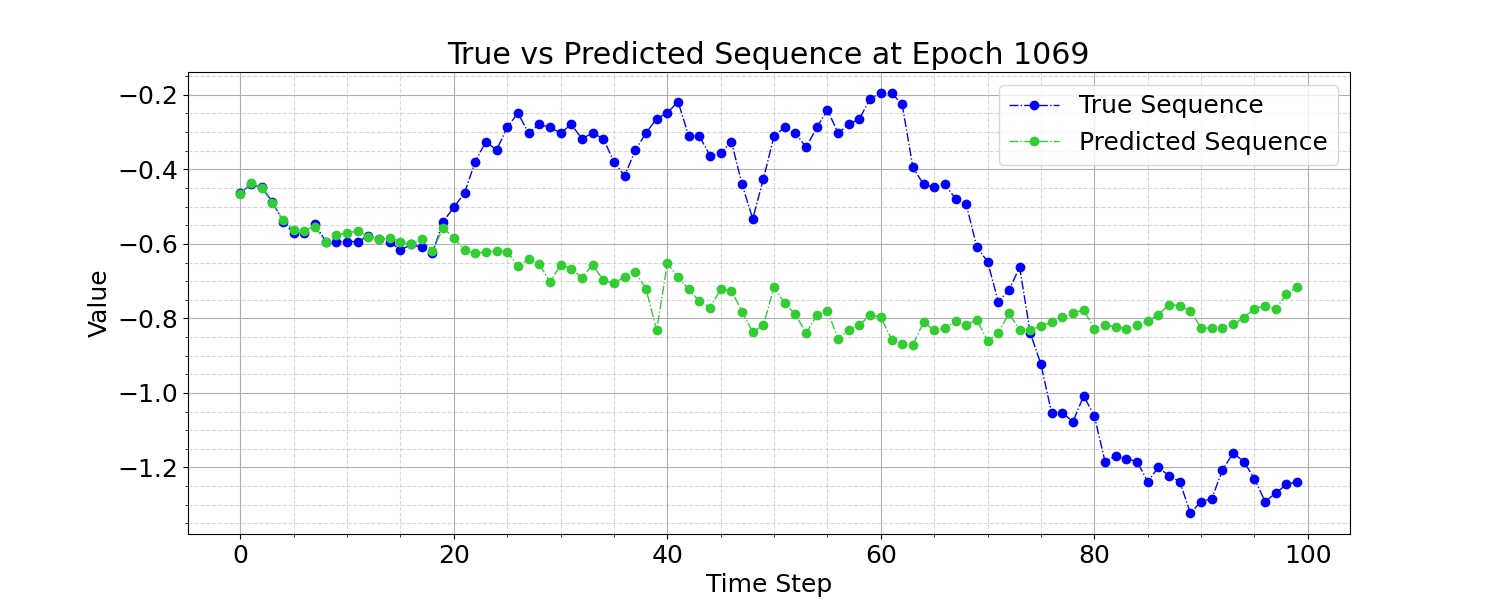 True vs Predicted Sequence at Epoch 1069
True Sequence
Predicted Sequence
−0.2
−0.4
−0.6
−0.8
−1.0
−1.2
Value
0 20 40 60 80 100
Time Step